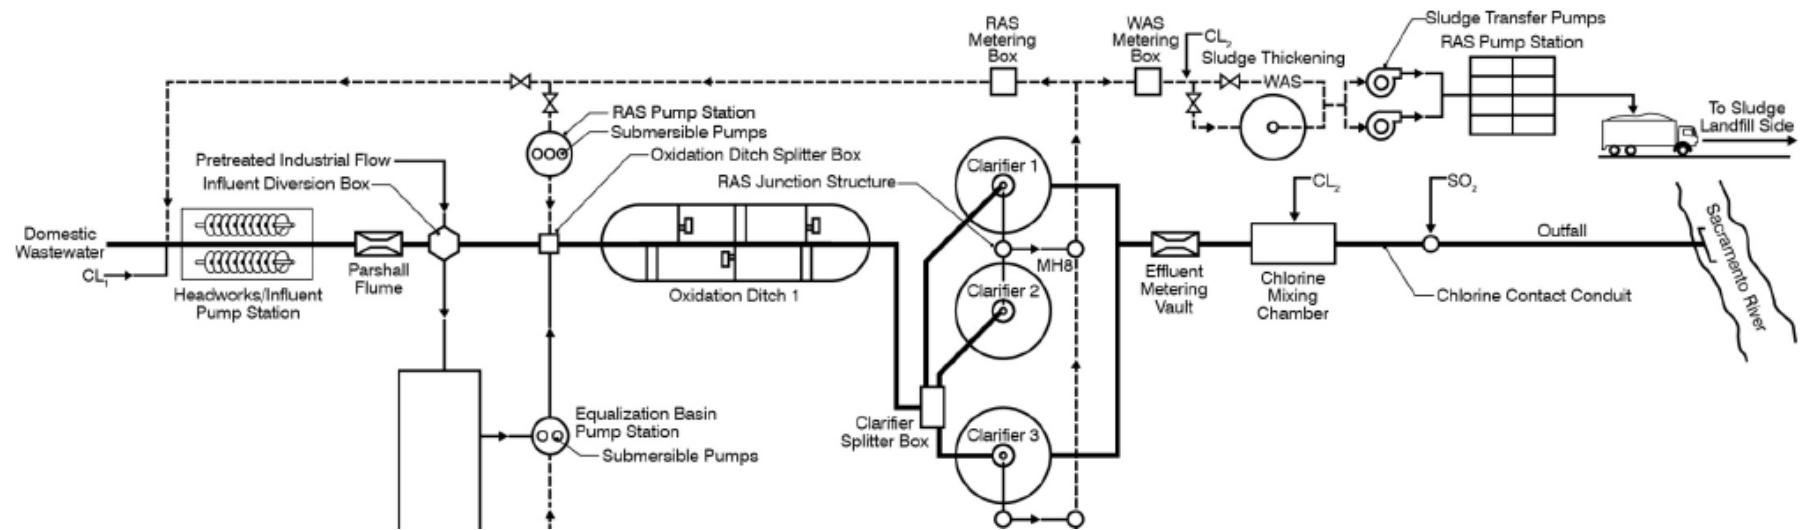 RAS
Metering
Box
WAS
Metering
Box
CL2
Sludge Thickening
WAS
Sludge Transfer Pumps
RAS Pump Station
To Sludge
Landfill Side
RAS Pump Station
Submersible Pumps
Oxidation Ditch Splitter Box
Pretreated Industrial Flow
Influent Diversion Box
RAS Junction Structure
Clarifier 1
Domestic
Wastewater
CL1
Headworks/Influent
Pump Station
Parshall
Flume
Oxidation Ditch 1
MH8
Clarifier 2
Effluent
Metering
Vault
CL2
Chlorine
Mixing
Chamber
SO2
Outfall
Chlorine Contact Conduit
Sacramento River
Equalization Basin
Pump Station
Submersible Pumps
Clarifier
Splitter Box
Clarifier 3